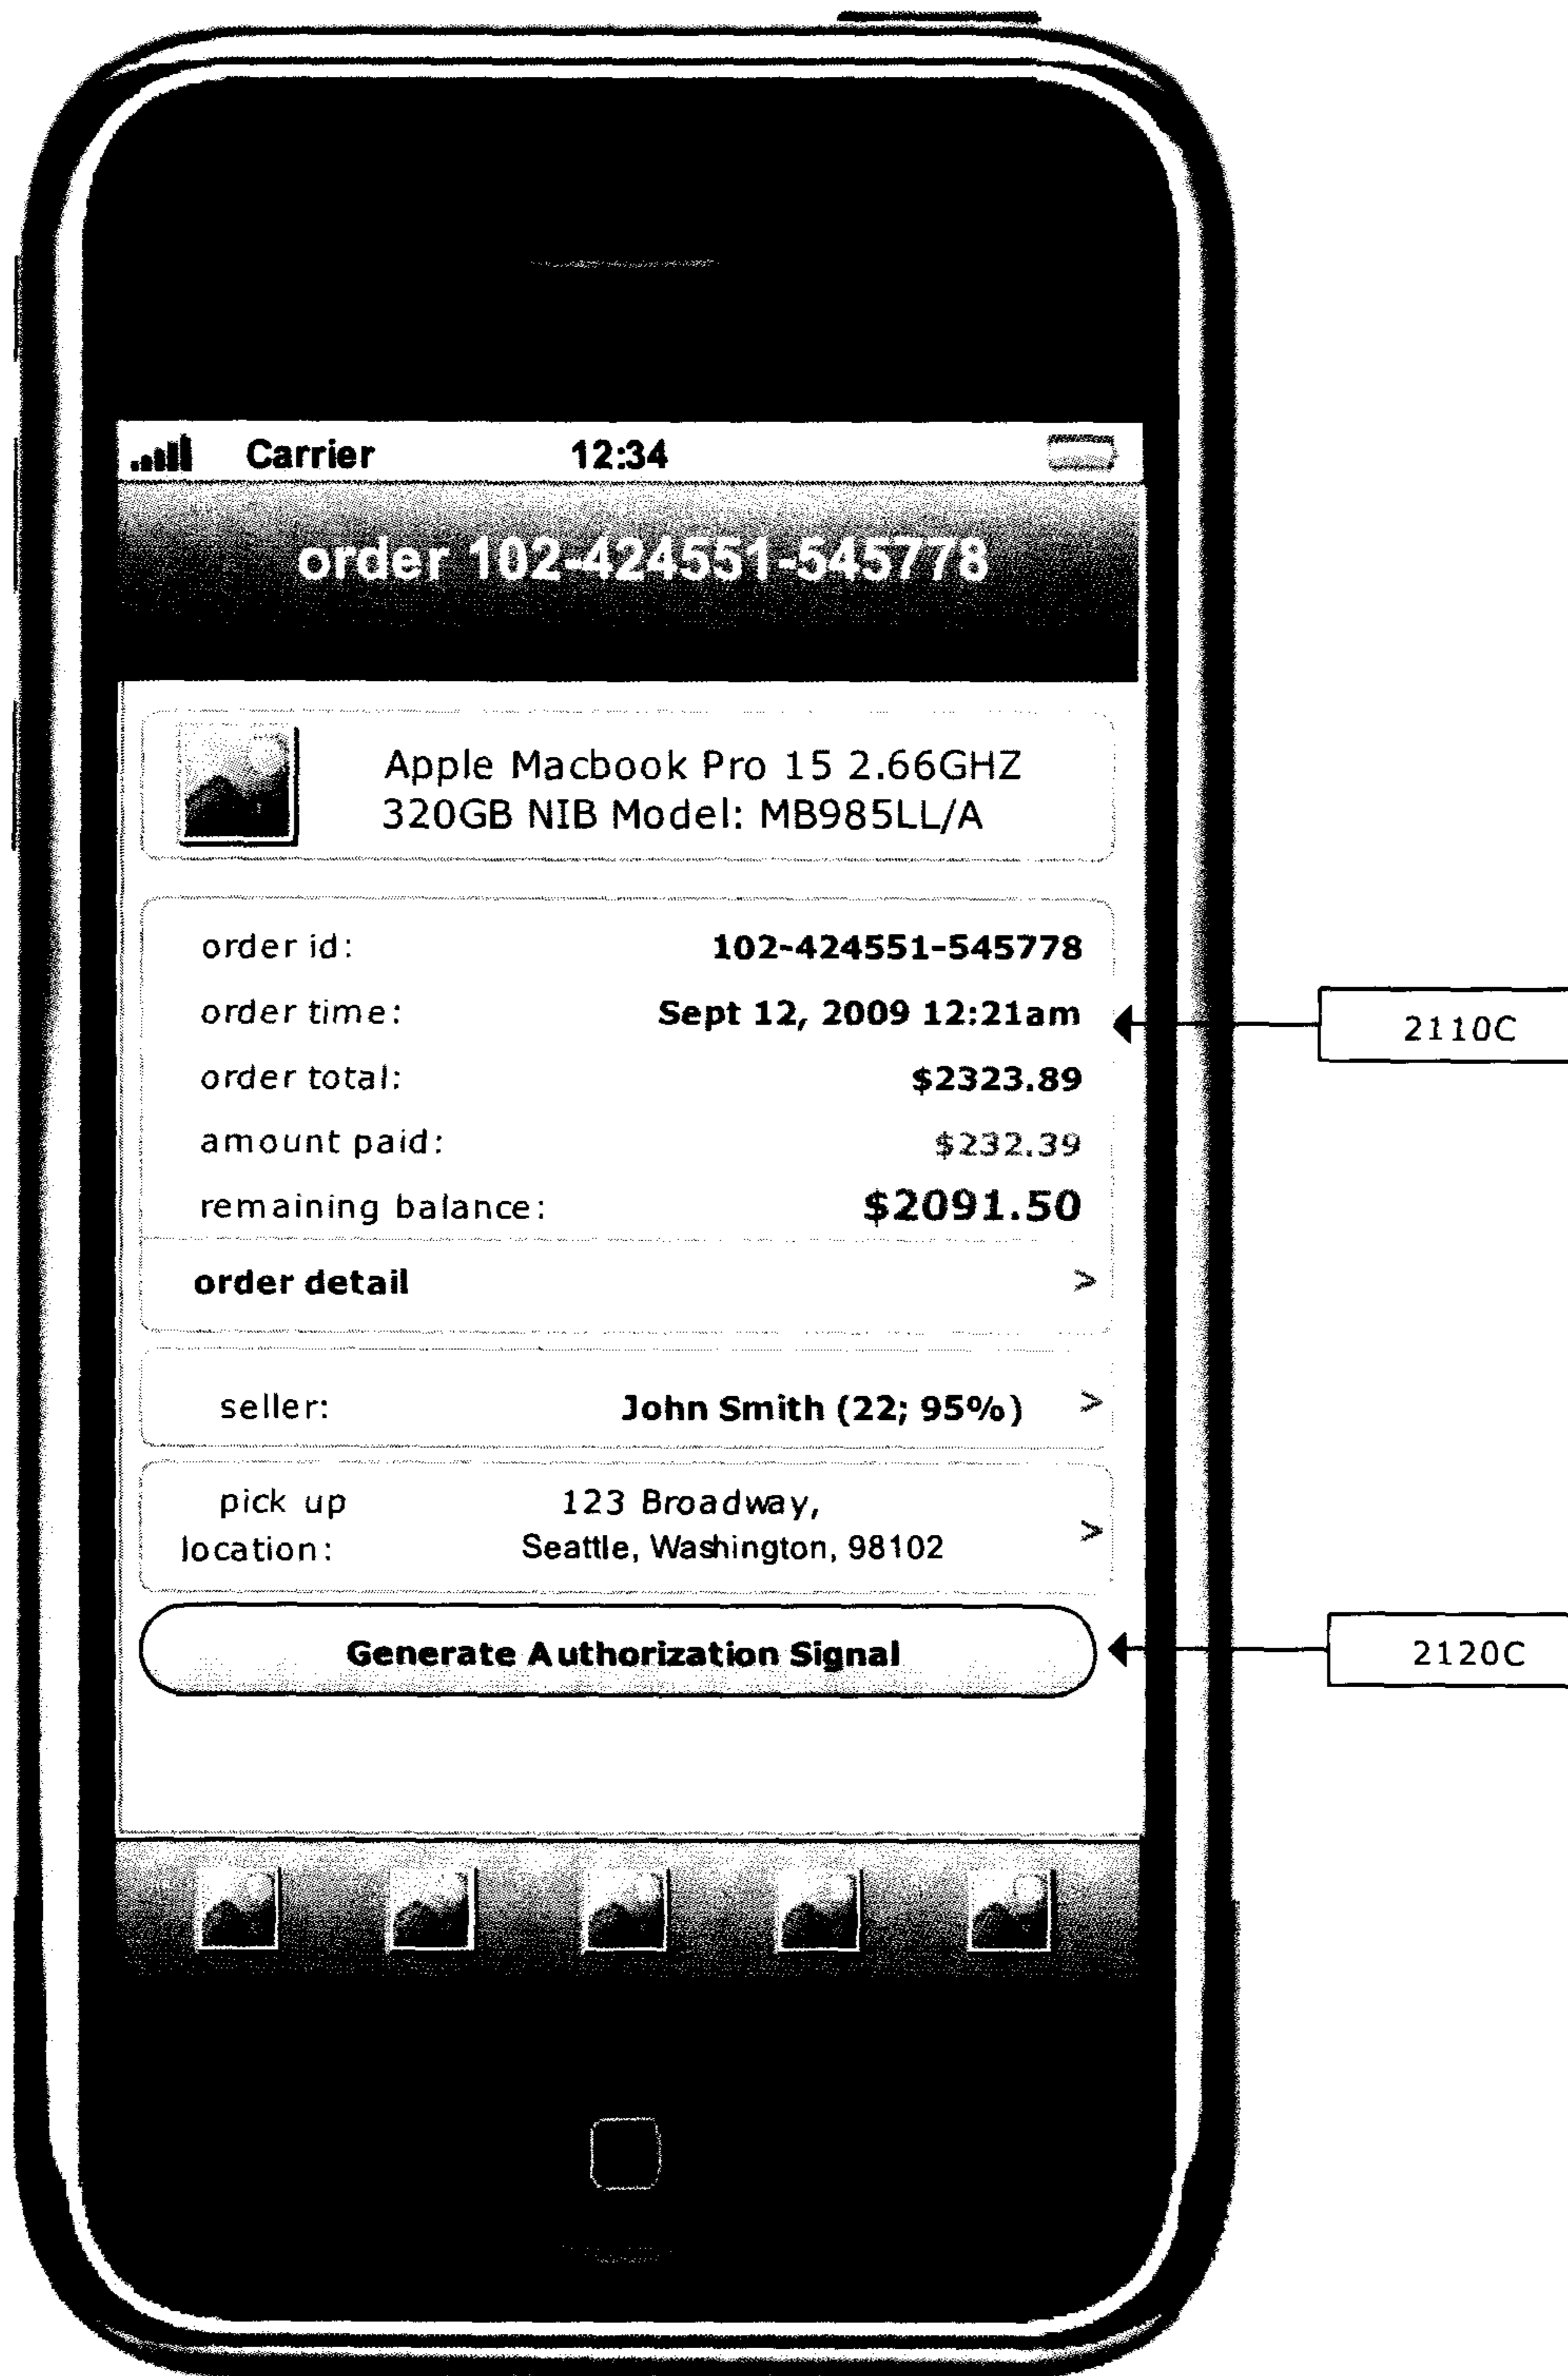 Carrier 12:34
order 102-424551-545778
Apple Macbook Pro 15 2.66GHZ
320GB NIB Model: MB985LL/A
order id: 102-424551-545778
order time: Sept 12, 2009 12:21am
2110C
order total: $2323.89
amount paid: $232.39
remaining balance: $2091.50
order detail >
seller: John Smith (22; 95%) >
pick up 123 Broadway,
location: Seattle, Washington, 98102 >
Generate Authorization Signal
2120C